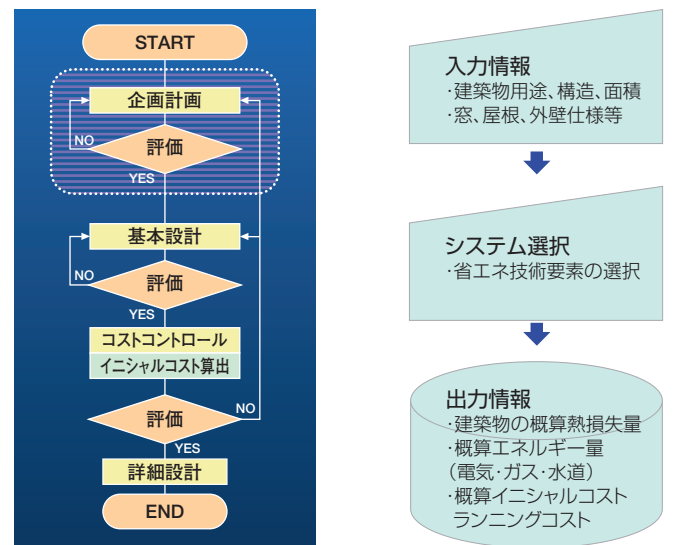 START
企画計画
NO
評価
YES
基本設計
NO
評価
YES
コストコントロール
イニシャルコスト算出
評価
NO
YES
詳細設計
END
入力情報
･建築物用途、構造、面積
･窓、屋根、外壁仕様等
システム選択
･省エネ技術要素の選択
出力情報
･建築物の概算熱損失量
･概算エネルギー量
(電気･ガス･水道)
･概算イニシャルコスト
ランニングコスト